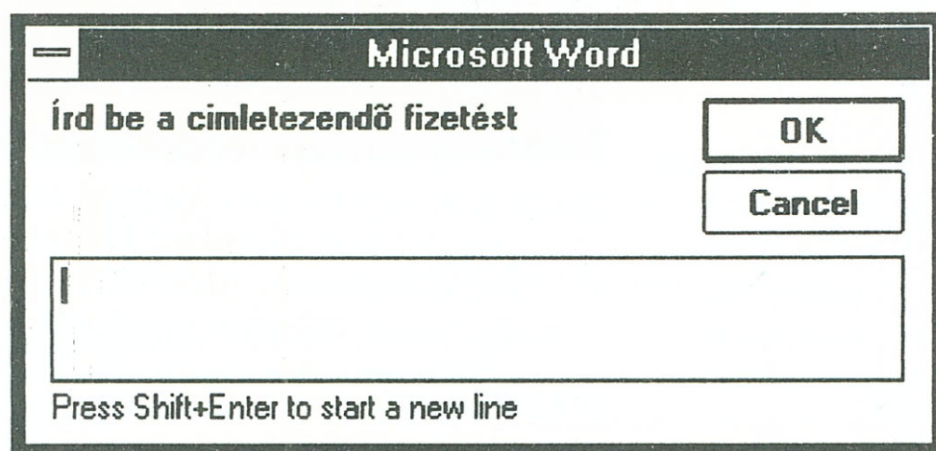 Microsoft Word
Írd be a cimletezendõ fizetést
OK
Cancel
Press Shift+Enter to start a new line